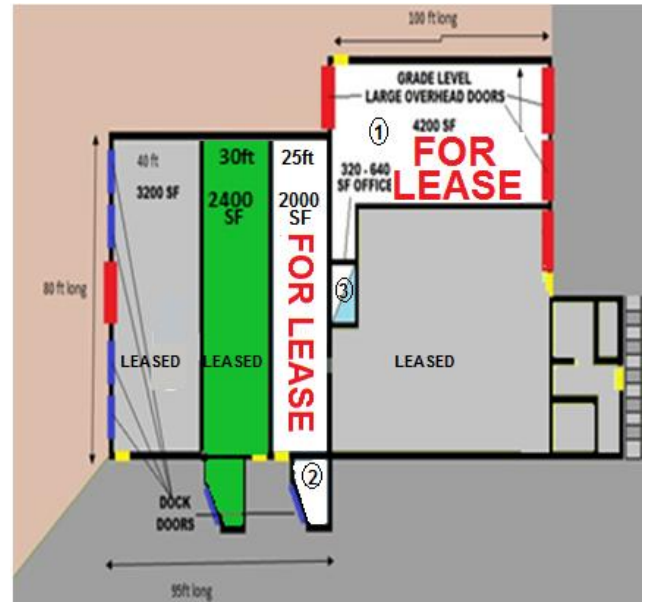 100 ft long
GRADE LEVEL
LARGE OVERHEAD DOORS
① 4200 SF
FOR
LEASE
320 - 640
SF OFFICE
40 ft
3200 SF
30ft
2400
SF
25ft
2000
SF
FOR LEASE
80 ft long
③
LEASED
LEASED
LEASED
②
DOCK
DOORS
95ft long